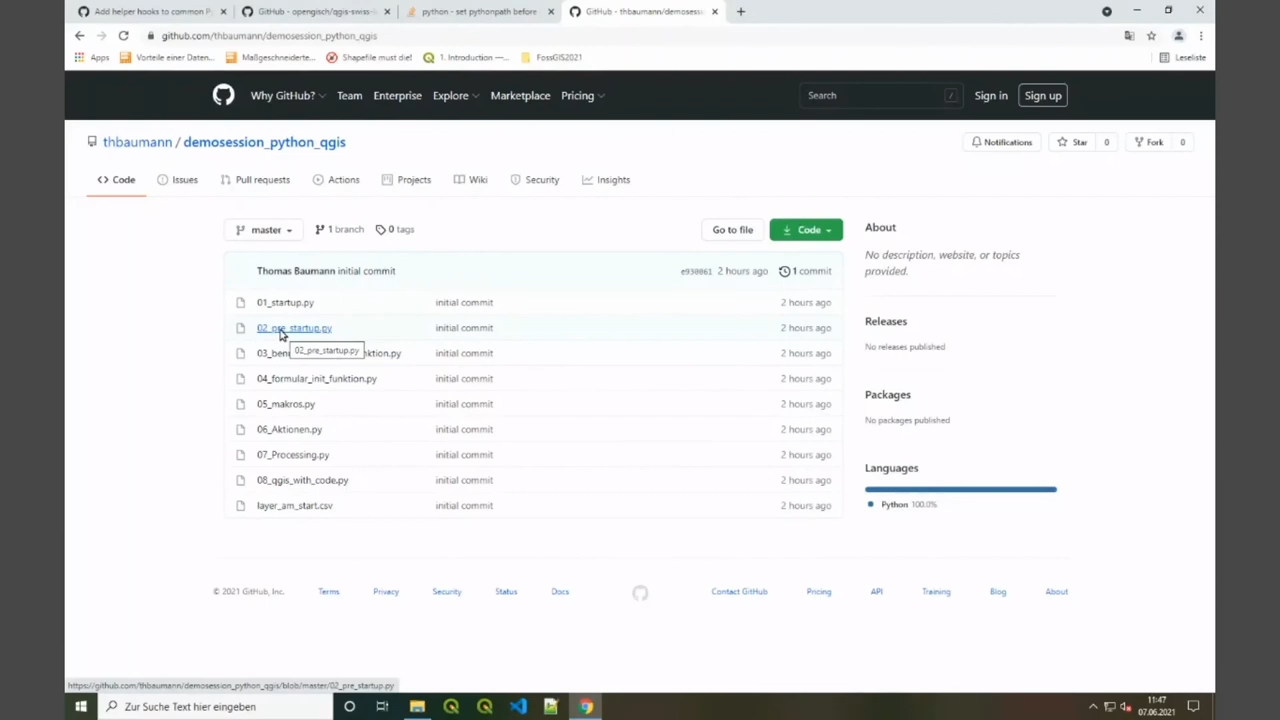 Add helper hooks to common P
GitHub - opengisch/qgis-swiss-l
python - set pythonpath before
GitHub - thbaumann/demosessi
github.com/thbaumann/demosession_python_qgis
Apps Vorteile einer Daten... Maßgeschneiderte... Shapefile must die! 1. Introduction —... FossGIS2021 Leseliste
Why GitHub? Team Enterprise Explore Marketplace Pricing Search / Sign in Sign up
thbaumann / demosession_python_qgis Notifications Star 0 Fork 0
Code Issues Pull requests Actions Projects Wiki Security Insights
master 1 branch 0 tags Go to file Code
Thomas Baumann initial commit e930861 2 hours ago 1 commit
01_startup.py initial commit 2 hours ago
02_pre_startup.py initial commit 2 hours ago
02_pre_startup.py
03_ben ktion.py initial commit 2 hours ago
04_formular_init_funktion.py initial commit 2 hours ago
05_makros.py initial commit 2 hours ago
06_Aktionen.py initial commit 2 hours ago
07_Processing.py initial commit 2 hours ago
08_qgis_with_code.py initial commit 2 hours ago
layer_am_start.csv initial commit 2 hours ago
About
No description, website, or topics
provided.
Releases
No releases published
Packages
No packages published
Languages
Python 100.0%
© 2021 GitHub, Inc. Terms Privacy Security Status Docs Contact GitHub Pricing API Training Blog About
https://github.com/thbaumann/demosession_python_qgis/blob/master/02_pre_startup.py
Zur Suche Text hier eingeben
11:47
07.06.2021